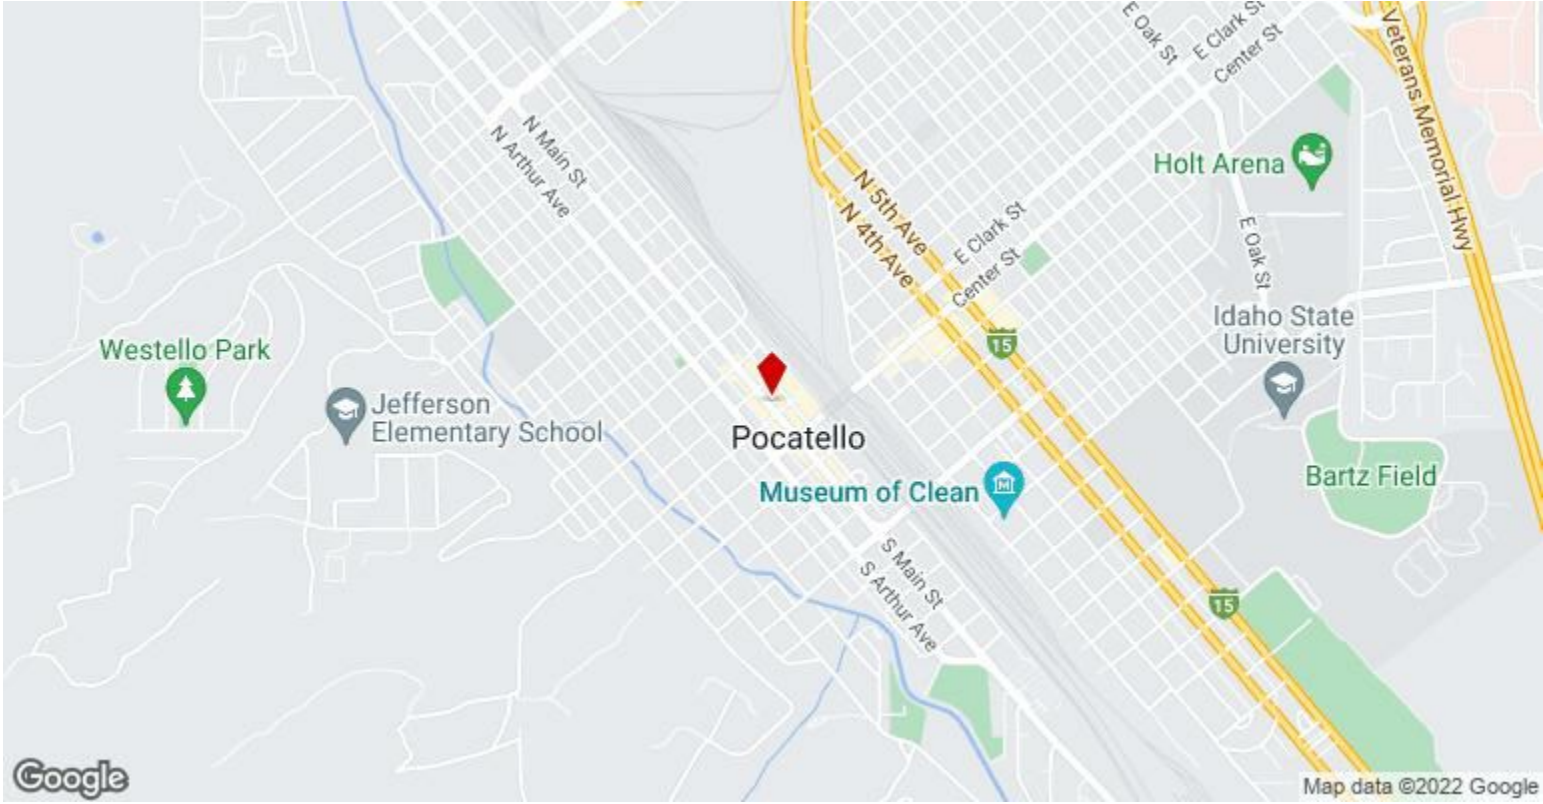 E Oak St
E Clark St
Center St
Veterans Memorial Hwy
N Main St
N Arthur Ave
Holt Arena
N 5th Ave
N 4th Ave
E Clark St
Center St
E Oak St
Idaho State
University
15
Westello Park
Jefferson
Elementary School
Pocatello
Museum of Clean
M
Bartz Field
S Main St
S Arthur Ave
15
Google
Map data ©2022 Google